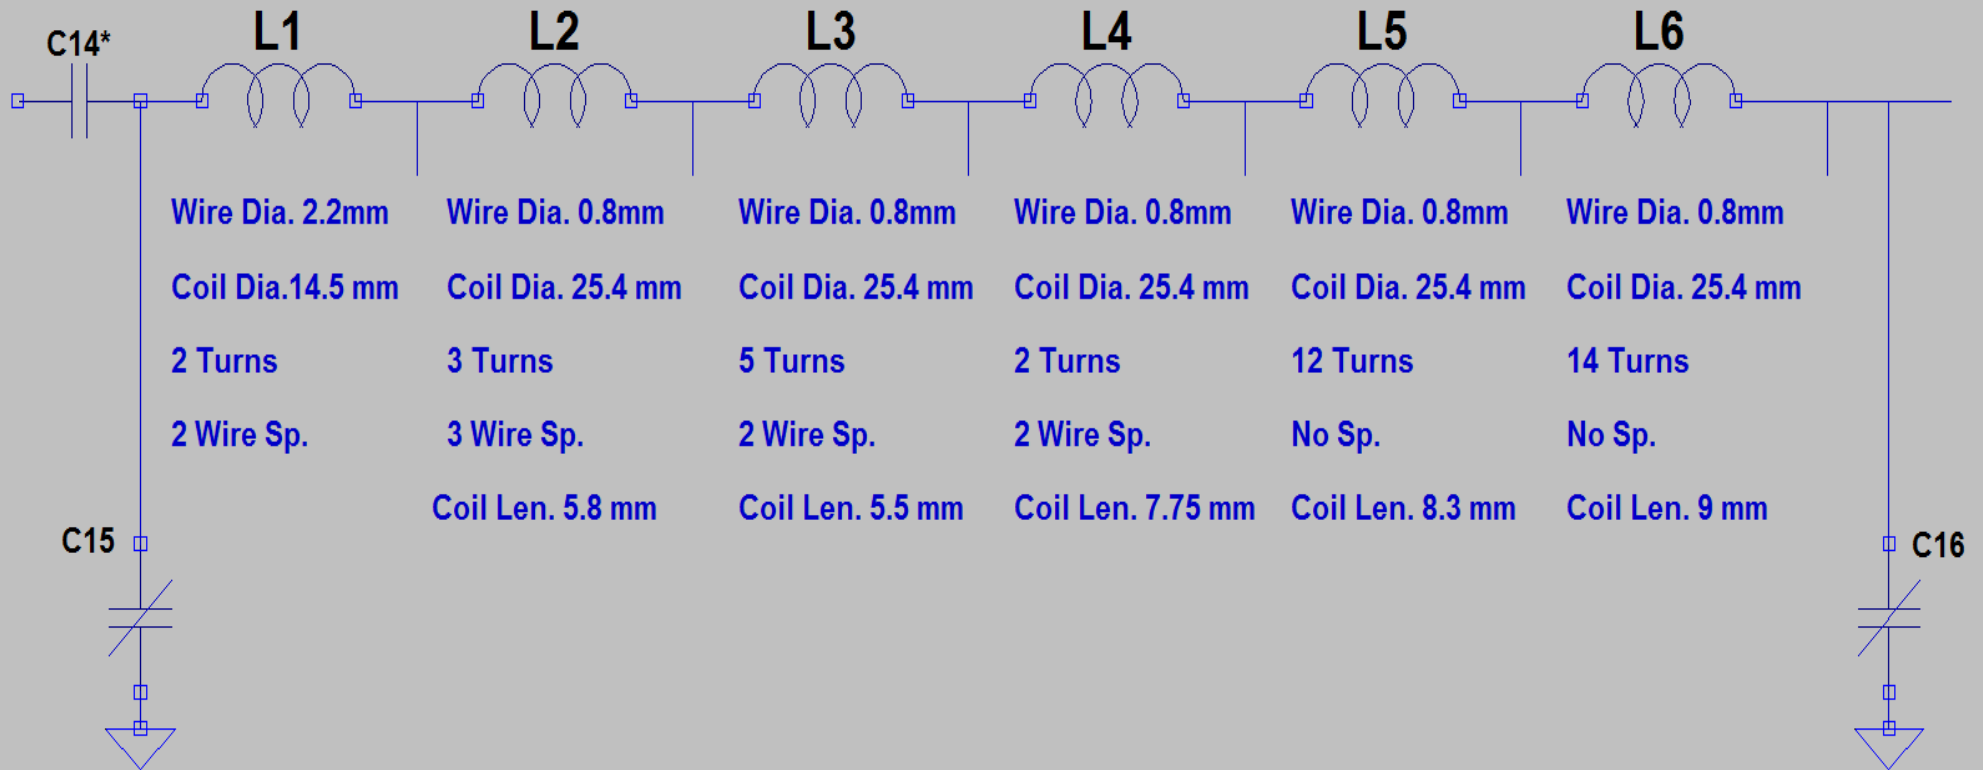 C14*
L1
L2
L3
L4
L5
L6
Wire Dia. 2.2mm
Wire Dia. 0.8mm
Wire Dia. 0.8mm
Wire Dia. 0.8mm
Wire Dia. 0.8mm
Wire Dia. 0.8mm
Coil Dia.14.5 mm
Coil Dia. 25.4 mm
Coil Dia. 25.4 mm
Coil Dia. 25.4 mm
Coil Dia. 25.4 mm
Coil Dia. 25.4 mm
2 Turns
3 Turns
5 Turns
2 Turns
12 Turns
14 Turns
2 Wire Sp.
3 Wire Sp.
2 Wire Sp.
2 Wire Sp.
No Sp.
No Sp.
Coil Len. 5.8 mm
Coil Len. 5.5 mm
Coil Len. 7.75 mm
Coil Len. 8.3 mm
Coil Len. 9 mm
C15
C16